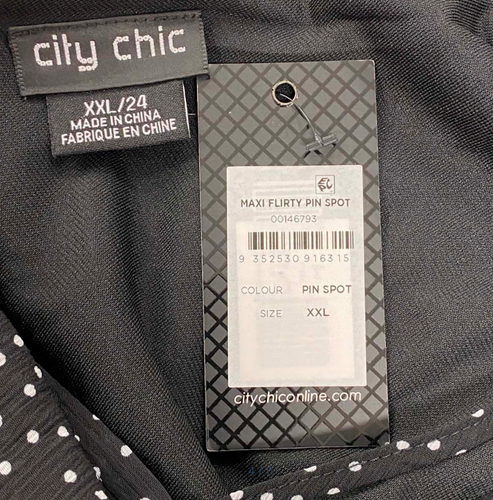 city chic
XXL/24
MADE IN CHINA
FABRIQUE EN CHINE
MAXI FLIRTY PIN SPOT
00146793
9 352530 916315
COLOUR PIN SPOT
SIZE XXL
citychiconline.com